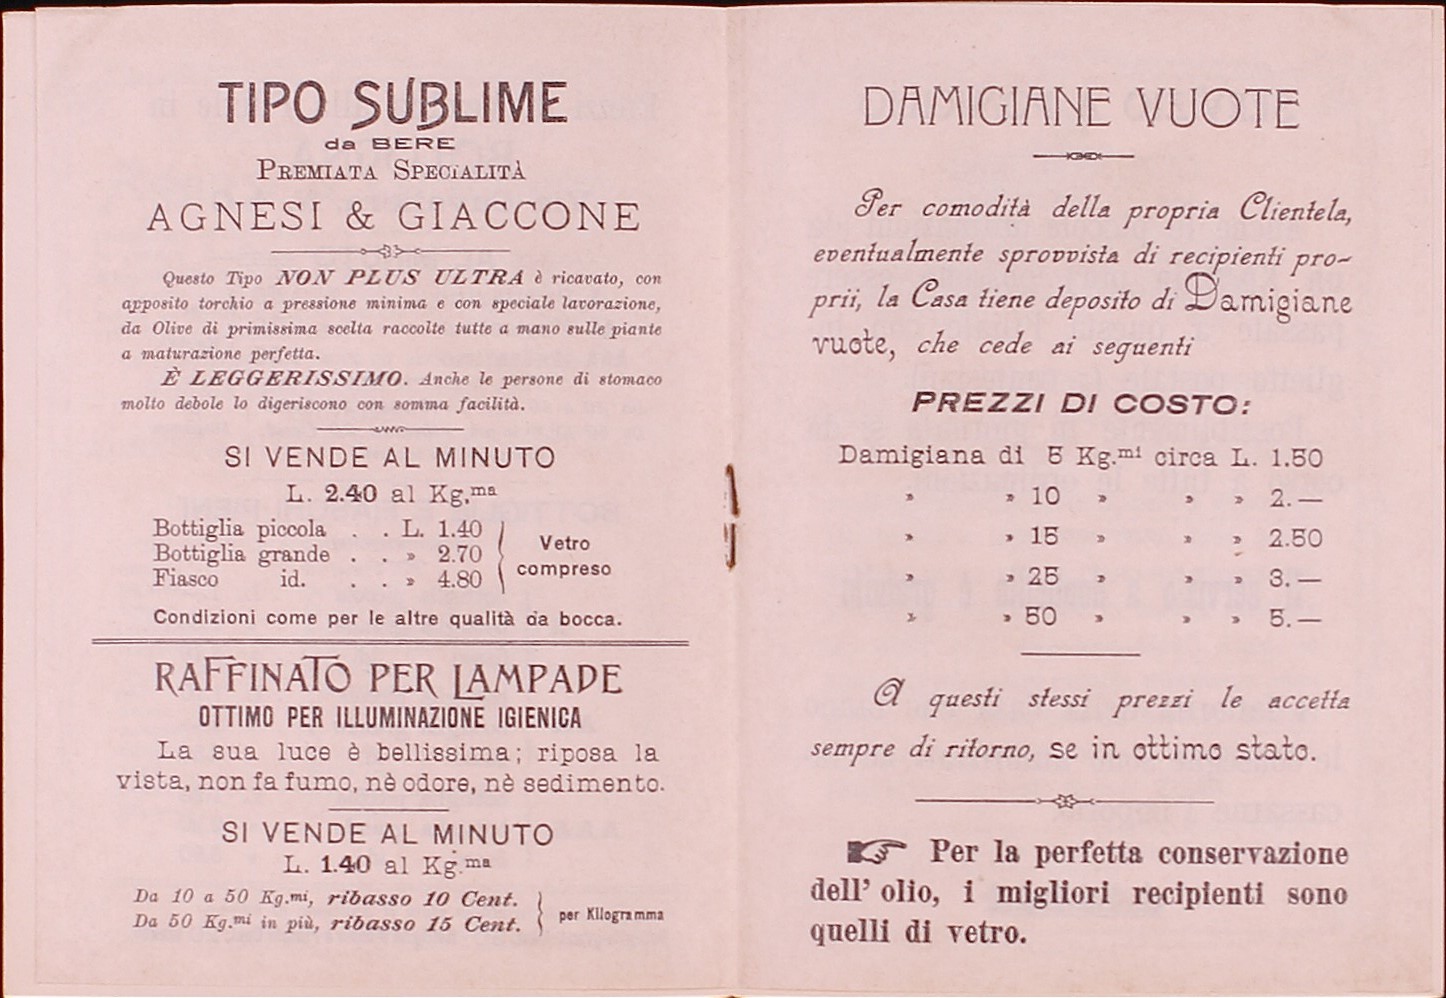 TIPO SUBLIME
da BERE
PREMIATA SPECIALITÀ
AGNESI & GIACCONE
Questo Tipo NON PLUS ULTRA è ricavato, con
apposito torchio a pressione minima e con speciale lavorazione,
da Olive di primissima scelta raccolte tutte a mano sulle piante
a maturazione perfetta.
È LEGGERISSIMO. Anche le persone di stomaco
molto debole lo digeriscono con somma facilità.
SI VENDE AL MINUTO
L. 2.40 al Kg.ma
Bottiglia piccola . . L. 1.40
Bottiglia grande . . » 2.70
Fiasco id. . . » 4.80
Vetro
compreso
Condizioni come per le altre qualità da bocca.
RAFFINATO PER LAMPADE
OTTIMO PER ILLUMINAZIONE IGIENICA
La sua luce è bellissima; riposa la
vista, non fa fumo, nè odore, nè sedimento.
SI VENDE AL MINUTO
L. 1.40 al Kg.ma
Da 10 a 50 Kg.mi, ribasso 10 Cent.
Da 50 Kg.mi in più, ribasso 15 Cent.
per Kilogramma
DAMIGIANE VUOTE
Per comodità della propria Clientela,
eventualmente sprovvista di recipienti pro-
prii, la Casa tiene deposito di Damigiane
vuote, che cede ai seguenti
PREZZI DI COSTO:
Damigiana di 5 Kg.mi circa L. 1.50
» » 10 » » » 2.—
» » 15 » » » 2.50
» » 25 » » » 3.—
» » 50 » » » 5.—
A questi stessi prezzi le accetta
sempre di ritorno, se in ottimo stato.
☞ Per la perfetta conservazione
dell' olio, i migliori recipienti sono
quelli di vetro.